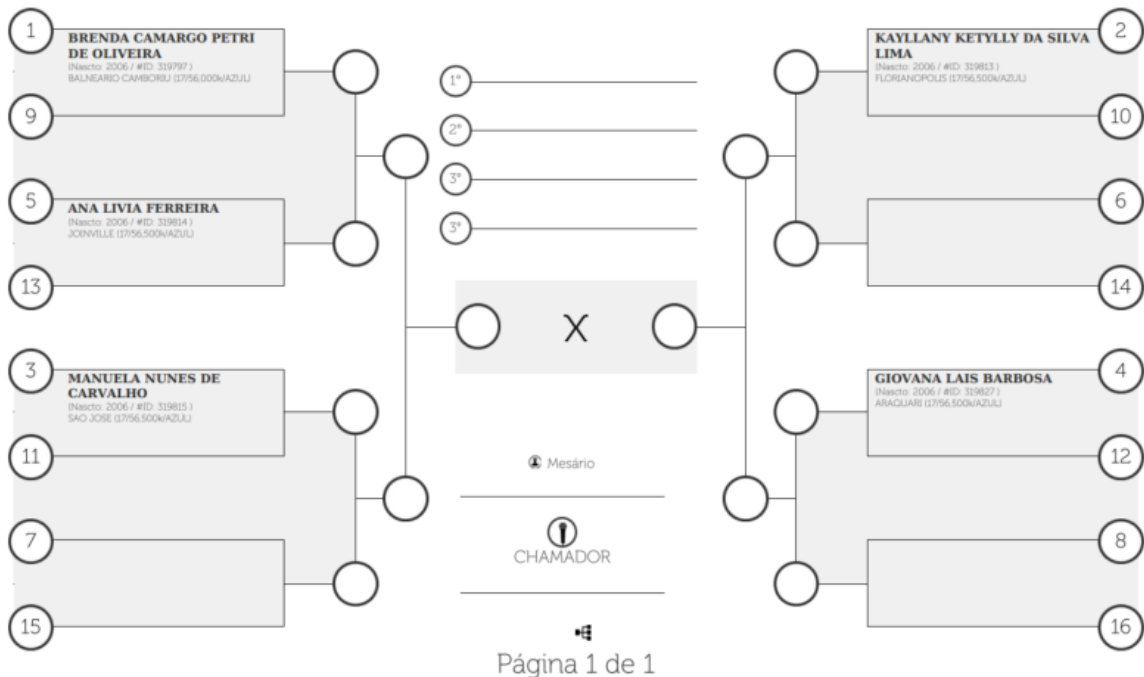 1
BRENDA CAMARGO PETRI
DE OLIVEIRA
(Nascto: 2006 / #ID: 319797 )
BALNEARIO CAMBORIU (17/56,000k/AZUL)
9
5
ANA LIVIA FERREIRA
(Nascto: 2006 / #ID: 319814 )
JOINVILLE (17/56,500k/AZUL)
13
3
MANUELA NUNES DE
CARVALHO
(Nascto: 2006 / #ID: 319815 )
SAO JOSE (17/56,500k/AZUL)
11
7
15
1°
2°
3°
3°
X
Mesário
CHAMADOR
Página 1 de 1
2
KAYLLANY KETYLLY DA SILVA
LIMA
(Nascto: 2006 / #ID: 319813 )
FLORIANOPOLIS (17/56,500k/AZUL)
10
6
14
4
GIOVANA LAIS BARBOSA
(Nascto: 2006 / #ID: 319827 )
ARAQUARI (17/56,500k/AZUL)
12
8
16